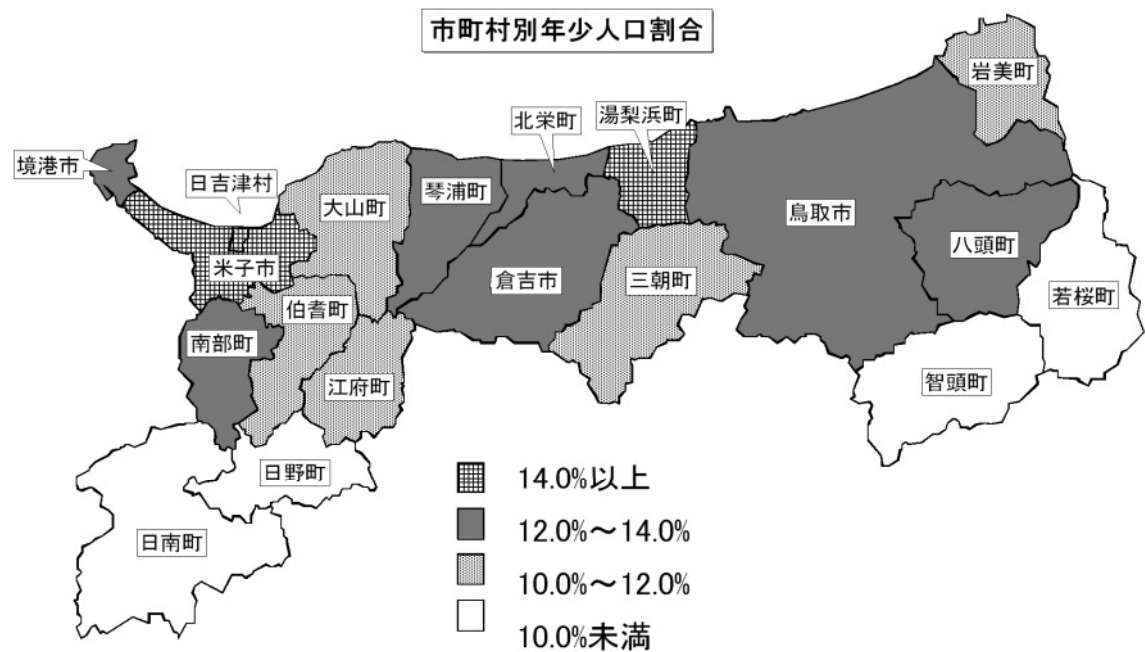 市町村別年少人口割合
岩美町
湯梨浜町
北栄町
境港市
日吉津村
琴浦町
大山町
鳥取市
八頭町
米子市
倉吉市
三朝町
若桜町
伯耆町
南部町
智頭町
江府町
日野町
日南町
14.0%以上
12.0%～14.0%
10.0%～12.0%
10.0%未満